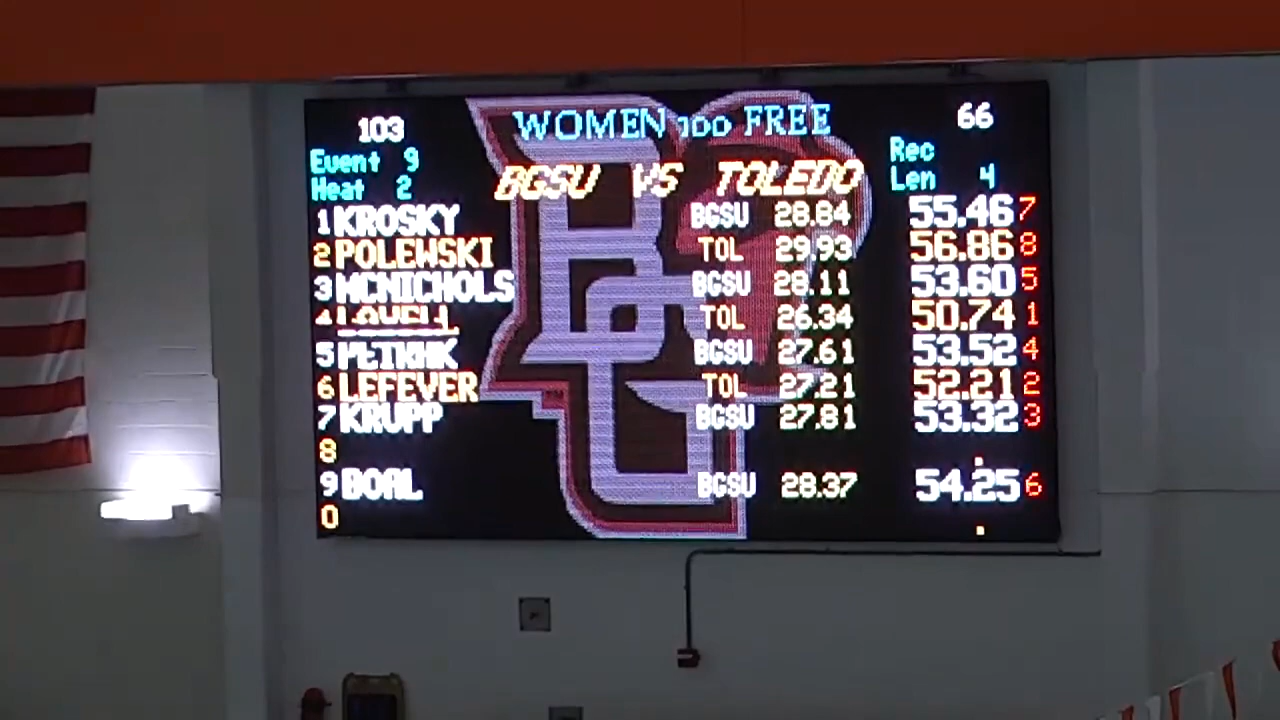 103 WOMEN 100 FREE 66
Event 9 Rec
Heat 2 BGSU VS TOLEDO Len 4
1 KROSKY BGSU 28.84 55.46 7
2 POLEWSKI TOL 29.93 56.86 8
3 MCNICHOLS BGSU 28.11 53.60 5
4 LOVELL TOL 26.34 50.74 1
5 BGSU 27.61 53.52 4
6 LEFEVER TOL 27.21 52.21 2
7 KRUPP BGSU 27.81 53.32 3
8 .
9 BOAL BGSU 28.37 54.25 6
0 .